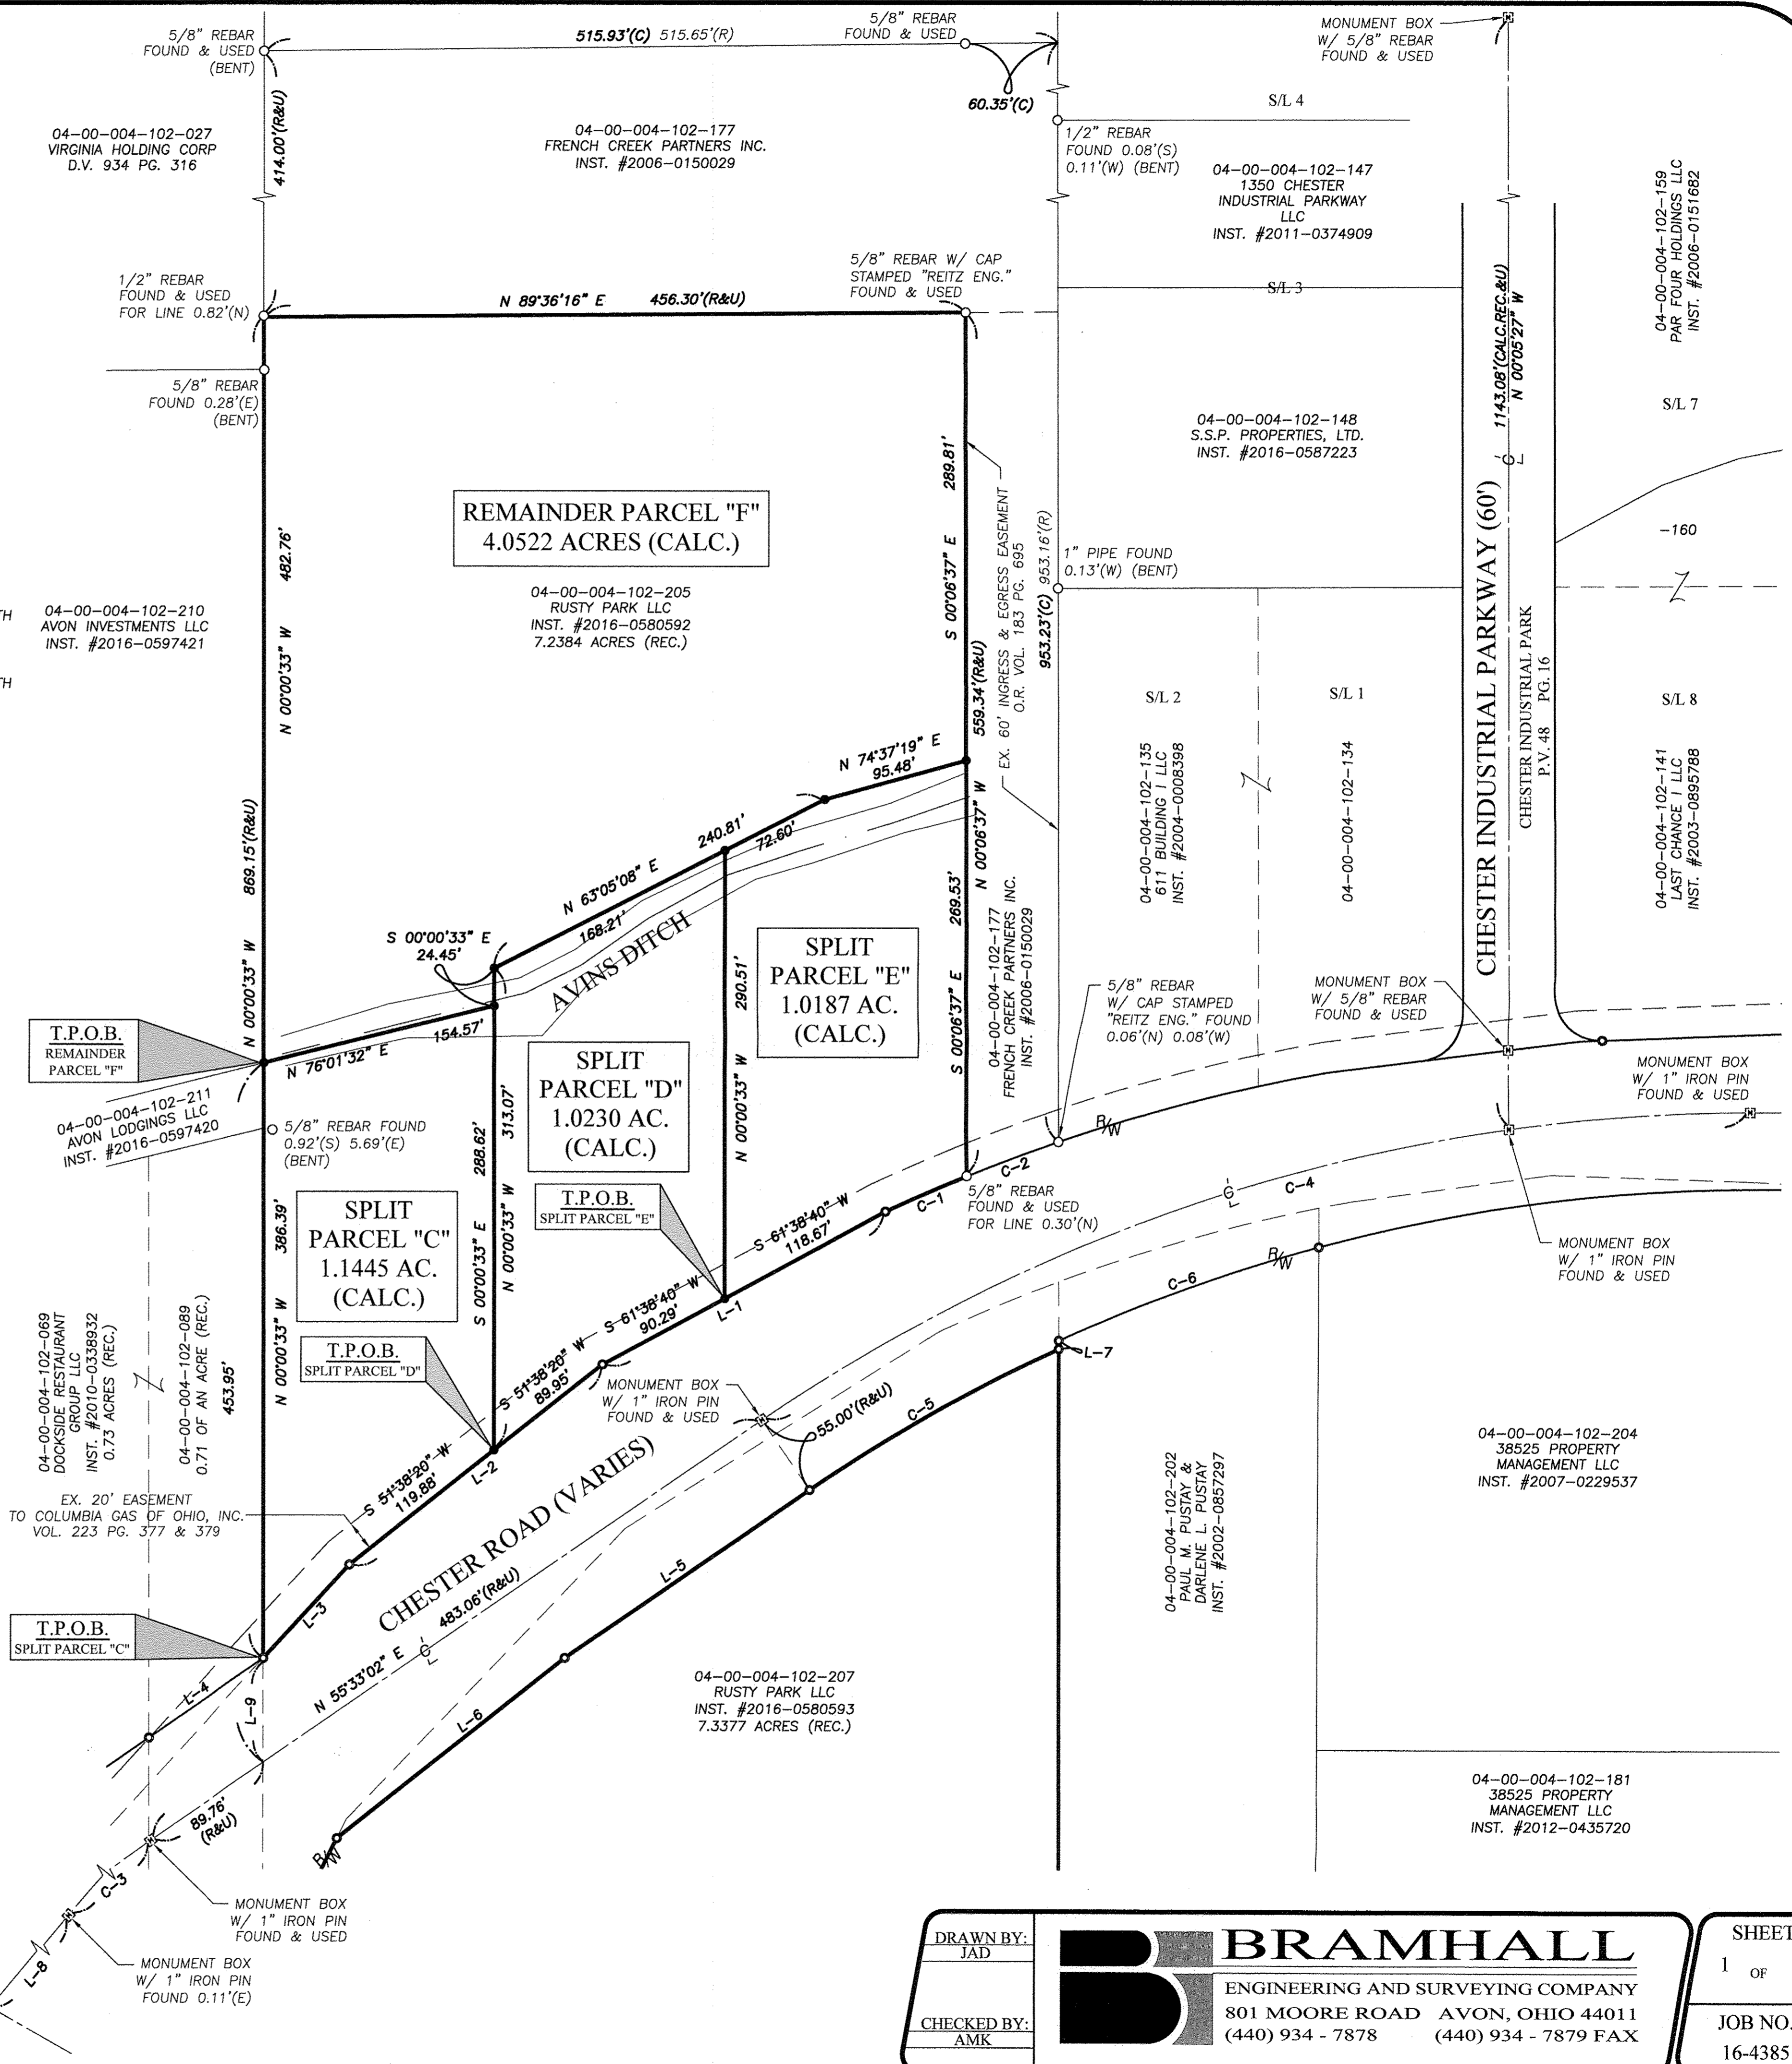 5/8" REBAR
FOUND & USED
(BENT)
515.93'(C) 515.65'(R)
5/8" REBAR
FOUND & USED
60.35'(C)
MONUMENT BOX
W/ 5/8" REBAR
FOUND & USED
S/L 4
04-00-004-102-027
VIRGINIA HOLDING CORP
D.V. 934 PG. 316
414.00'(R&U)
04-00-004-102-177
FRENCH CREEK PARTNERS INC.
INST. #2006-0150029
1/2" REBAR
FOUND 0.08'(S)
0.11'(W) (BENT)
04-00-004-102-147
1350 CHESTER
INDUSTRIAL PARKWAY
LLC
INST. #2011-0374909
04-00-004-102-159
PAR FOUR HOLDINGS LLC
INST. #2006-0151682
1/2" REBAR
FOUND & USED
FOR LINE 0.82'(N)
N 89°36'16" E 456.30'(R&U)
5/8" REBAR W/ CAP
STAMPED "REITZ ENG."
FOUND & USED
S/L 3
1143.08'(CALC.REC.&U)
N 00°05'27" W
5/8" REBAR
FOUND 0.28'(E)
(BENT)
S/L 7
04-00-004-102-148
S.S.P. PROPERTIES, LTD.
INST. #2016-0587223
C
L
REMAINDER PARCEL "F"
4.0522 ACRES (CALC.)
04-00-004-102-205
RUSTY PARK LLC
INST. #2016-0580592
7.2384 ACRES (REC.)
482.76'
N 00°00'33" W
869.15'(R&U)
289.81'
S 00°06'37" E
559.34'(R&U)
EX. 60' INGRESS & EGRESS EASEMENT
O.R. VOL. 183 PG. 695
953.23'(C) 953.16'(R)
1" PIPE FOUND
0.13'(W) (BENT)
-160
TH
04-00-004-102-210
AVON INVESTMENTS LLC
INST. #2016-0597421
TH
CHESTER INDUSTRIAL PARKWAY (60')
CHESTER INDUSTRIAL PARK
P.V. 48 PG. 16
S/L 2
S/L 1
S/L 8
04-00-004-102-135
611 BUILDING I LLC
INST. #2004-0008398
04-00-004-102-134
04-00-004-102-141
LAST CHANCE I LLC
INST. #2003-0895788
N 74°37'19" E
95.48'
240.81'
72.60'
N 63°05'08" E
168.21'
N 00°06'37" W
269.53'
S 00°06'37" E
04-00-004-102-177
FRENCH CREEK PARTNERS INC.
INST. #2006-0150029
S 00°00'33" E
24.45'
AVINS DITCH
SPLIT
PARCEL "E"
1.0187 AC.
(CALC.)
290.51'
N 00°00'33" W
5/8" REBAR
W/ CAP STAMPED
"REITZ ENG." FOUND
0.06'(N) 0.08'(W)
MONUMENT BOX
W/ 5/8" REBAR
FOUND & USED
N 00°00'33" W
T.P.O.B.
REMAINDER
PARCEL "F"
154.57'
N 76°01'32" E
SPLIT
PARCEL "D"
1.0230 AC.
(CALC.)
MONUMENT BOX
W/ 1" IRON PIN
FOUND & USED
04-00-004-102-211
AVON LODGINGS LLC
INST. #2016-0597420
5/8" REBAR FOUND
0.92'(S) 5.69'(E)
(BENT)
288.62'
313.07'
R/W
C-2
C-4
C
L
SPLIT
PARCEL "C"
1.1445 AC.
(CALC.)
386.39'
S 00°00'33" E
N 00°00'33" W
T.P.O.B.
SPLIT PARCEL "E"
5/8" REBAR
FOUND & USED
FOR LINE 0.30'(N)
C-1
S 61°38'40" W
118.67'
MONUMENT BOX
W/ 1" IRON PIN
FOUND & USED
R/W
C-6
L-1
S 61°38'40" W
90.29'
04-00-004-102-069
DOCKSIDE RESTAURANT
GROUP LLC
INST. #2010-0338932
0.73 ACRES (REC.)
04-00-004-102-089
0.71 OF AN ACRE (REC.)
453.95'
N 00°00'33" W
T.P.O.B.
SPLIT PARCEL "D"
S 51°38'20" W
89.95'
MONUMENT BOX
W/ 1" IRON PIN
FOUND & USED
L-7
55.00'(R&U)
C-5
L-2
04-00-004-102-204
38525 PROPERTY
MANAGEMENT LLC
INST. #2007-0229537
04-00-004-102-202
PAUL M. PUSTAY &
DARLENE L. PUSTAY
INST. #2002-0857297
EX. 20' EASEMENT
TO COLUMBIA GAS OF OHIO, INC.
VOL. 223 PG. 377 & 379
S 51°38'20" W
119.88'
CHESTER ROAD (VARIES)
L-3
L-5
483.06'(R&U)
C
L
N 55°33'02" E
T.P.O.B.
SPLIT PARCEL "C"
L-4
L-9
L-6
04-00-004-102-207
RUSTY PARK LLC
INST. #2016-0580593
7.3377 ACRES (REC.)
04-00-004-102-181
38525 PROPERTY
MANAGEMENT LLC
INST. #2012-0435720
89.76'
(R&U)
R/W
C-3
MONUMENT BOX
W/ 1" IRON PIN
FOUND & USED
MONUMENT BOX
W/ 1" IRON PIN
FOUND 0.11'(E)
L-8
DRAWN BY:
JAD
CHECKED BY:
AMK
BRAMHALL
ENGINEERING AND SURVEYING COMPANY
801 MOORE ROAD AVON, OHIO 44011
(440) 934 - 7878 (440) 934 - 7879 FAX
SHEET
1 OF
JOB NO.
16-4385